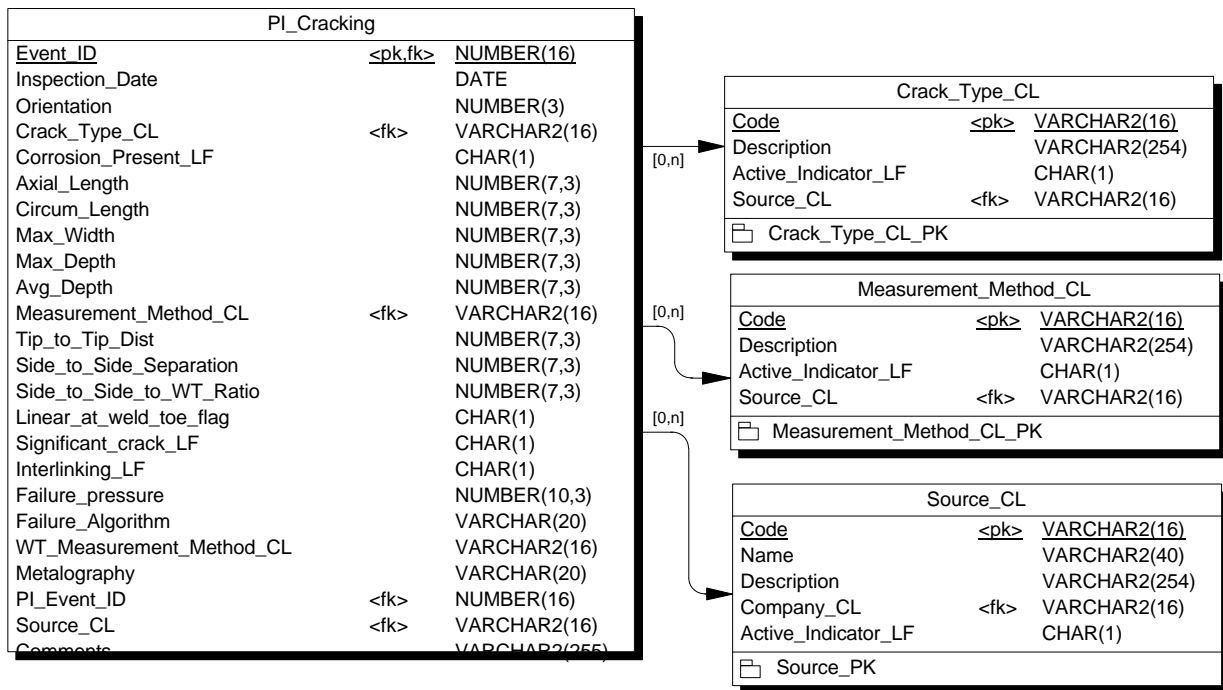 PI_Cracking
Event_ID <pk,fk> NUMBER(16)
Inspection_Date DATE
Orientation NUMBER(3)
Crack_Type_CL <fk> VARCHAR2(16)
Corrosion_Present_LF CHAR(1)
Axial_Length NUMBER(7,3)
Circum_Length NUMBER(7,3)
Max_Width NUMBER(7,3)
Max_Depth NUMBER(7,3)
Avg_Depth NUMBER(7,3)
Measurement_Method_CL <fk> VARCHAR2(16)
Tip_to_Tip_Dist NUMBER(7,3)
Side_to_Side_Separation NUMBER(7,3)
Side_to_Side_to_WT_Ratio NUMBER(7,3)
Linear_at_weld_toe_flag CHAR(1)
Significant_crack_LF CHAR(1)
Interlinking_LF CHAR(1)
Failure_pressure NUMBER(10,3)
Failure_Algorithm VARCHAR(20)
WT_Measurement_Method_CL VARCHAR2(16)
Metalography VARCHAR(20)
PI_Event_ID <fk> NUMBER(16)
Source_CL <fk> VARCHAR2(16)
Comments VARCHAR2(255)
[0,n]
[0,n]
[0,n]
Crack_Type_CL
Code <pk> VARCHAR2(16)
Description VARCHAR2(254)
Active_Indicator_LF CHAR(1)
Source_CL <fk> VARCHAR2(16)
Crack_Type_CL_PK
Measurement_Method_CL
Code <pk> VARCHAR2(16)
Description VARCHAR2(254)
Active_Indicator_LF CHAR(1)
Source_CL <fk> VARCHAR2(16)
Measurement_Method_CL_PK
Source_CL
Code <pk> VARCHAR2(16)
Name VARCHAR2(40)
Description VARCHAR2(254)
Company_CL <fk> VARCHAR2(16)
Active_Indicator_LF CHAR(1)
Source_PK